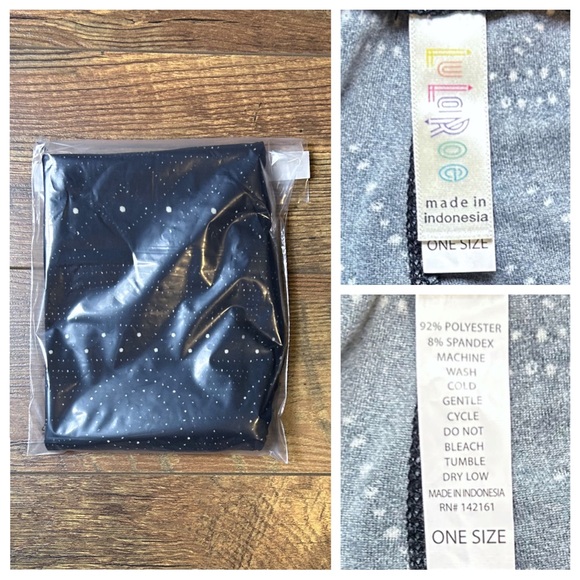 LuLaRoe
made in
indonesia
ONE SIZE
92% POLYESTER
8% SPANDEX
MACHINE
WASH
COLD
GENTLE
CYCLE
DO NOT
BLEACH
TUMBLE
DRY LOW
MADE IN INDONESIA
RN# 142161
ONE SIZE